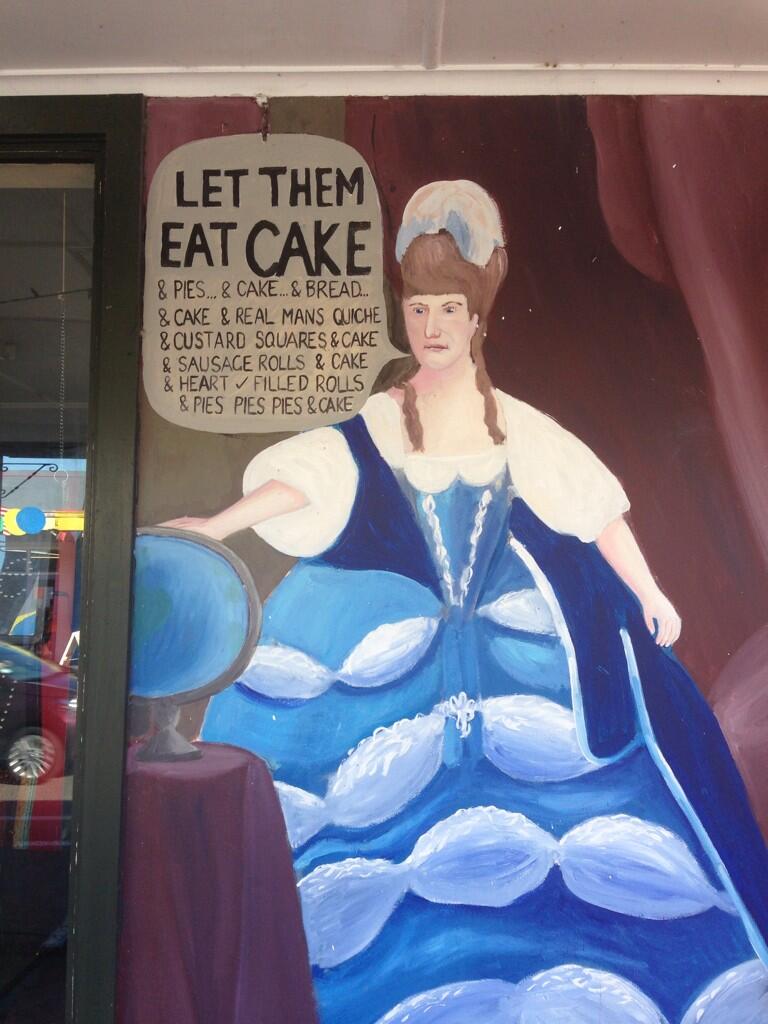 LET THEM
EAT CAKE
& PIES... & CAKE... & BREAD...
& CAKE & REAL MANS QUICHE
& CUSTARD SQUARES & CAKE
& SAUSAGE ROLLS & CAKE
& HEART ✓ FILLED ROLLS
& PIES PIES PIES & CAKE